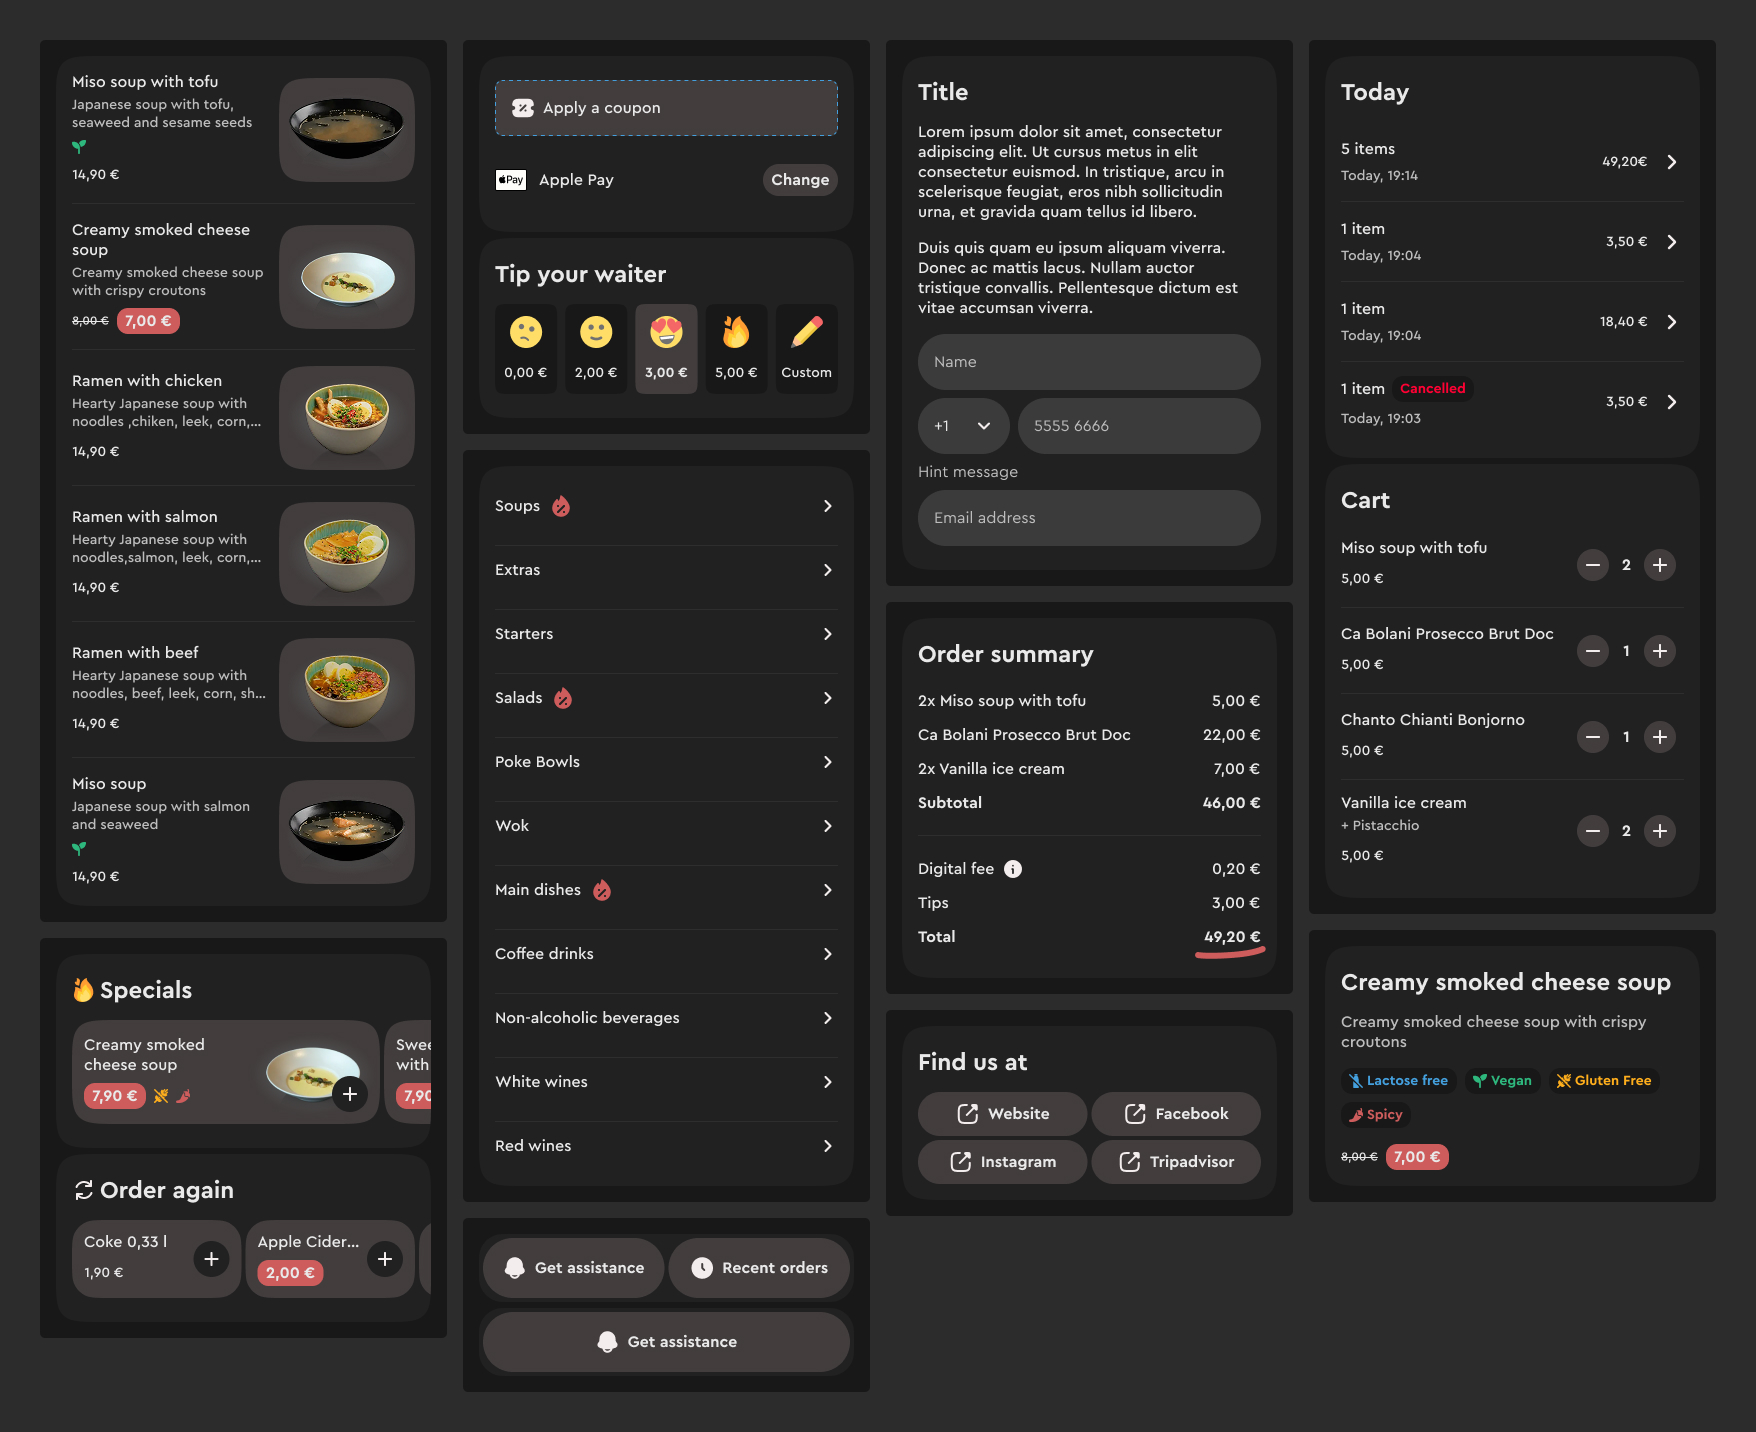 Miso soup with tofu
Japanese soup with tofu,
seaweed and sesame seeds
14,90 €
Creamy smoked cheese
soup
Creamy smoked cheese soup
with crispy croutons
8,00 € 7,00 €
Ramen with chicken
Hearty Japanese soup with
noodles ,chiken, leek, corn,...
14,90 €
Ramen with salmon
Hearty Japanese soup with
noodles,salmon, leek, corn,...
14,90 €
Ramen with beef
Hearty Japanese soup with
noodles, beef, leek, corn, sh...
14,90 €
Miso soup
Japanese soup with salmon
and seaweed
14,90 €
Specials
Creamy smoked
cheese soup
7,90 €
Swee
with
7,90
Order again
Coke 0,33 l
1,90 €
Apple Cider...
2,00 €
Apply a coupon
Pay Apple Pay Change
Tip your waiter
0,00 € 2,00 € 3,00 € 5,00 € Custom
Soups
Extras
Starters
Salads
Poke Bowls
Wok
Main dishes
Coffee drinks
Non-alcoholic beverages
White wines
Red wines
Get assistance Recent orders
Get assistance
Title
Lorem ipsum dolor sit amet, consectetur
adipiscing elit. Ut cursus metus in elit
consectetur euismod. In tristique, arcu in
scelerisque feugiat, eros nibh sollicitudin
urna, et gravida quam tellus id libero.
Duis quis quam eu ipsum aliquam viverra.
Donec ac mattis lacus. Nullam auctor
tristique convallis. Pellentesque dictum est
vitae accumsan viverra.
Name
+1 5555 6666
Hint message
Email address
Order summary
2x Miso soup with tofu 5,00 €
Ca Bolani Prosecco Brut Doc 22,00 €
2x Vanilla ice cream 7,00 €
Subtotal 46,00 €
Digital fee i 0,20 €
Tips 3,00 €
Total 49,20 €
Find us at
Website Facebook
Instagram Tripadvisor
Today
5 items
Today, 19:14
49,20€
1 item
Today, 19:04
3,50 €
1 item
Today, 19:04
18,40 €
1 item Cancelled
Today, 19:03
3,50 €
Cart
Miso soup with tofu
5,00 €
2
Ca Bolani Prosecco Brut Doc
5,00 €
1
Chanto Chianti Bonjorno
5,00 €
1
Vanilla ice cream
+ Pistacchio
5,00 €
2
Creamy smoked cheese soup
Creamy smoked cheese soup with crispy
croutons
Lactose free Vegan Gluten Free
Spicy
8,00 € 7,00 €